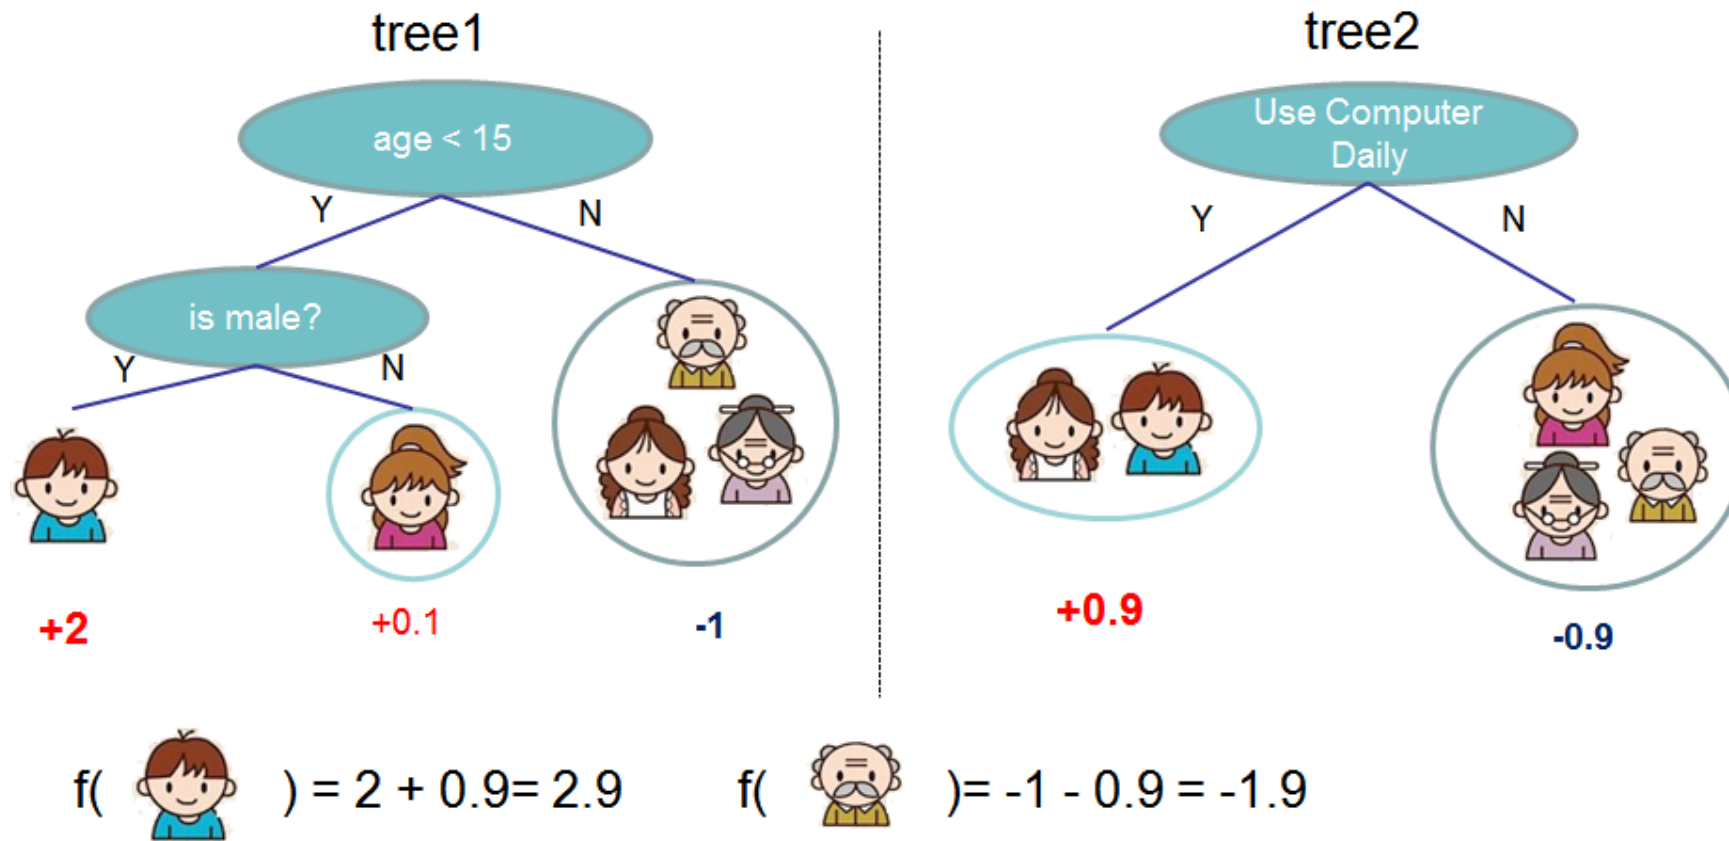 tree1
age < 15
Y
N
is male?
Y
N
+2
+0.1
-1
tree2
Use Computer
Daily
Y
N
+0.9
-0.9
f( ) = 2 + 0.9= 2.9
f( )= -1 - 0.9 = -1.9